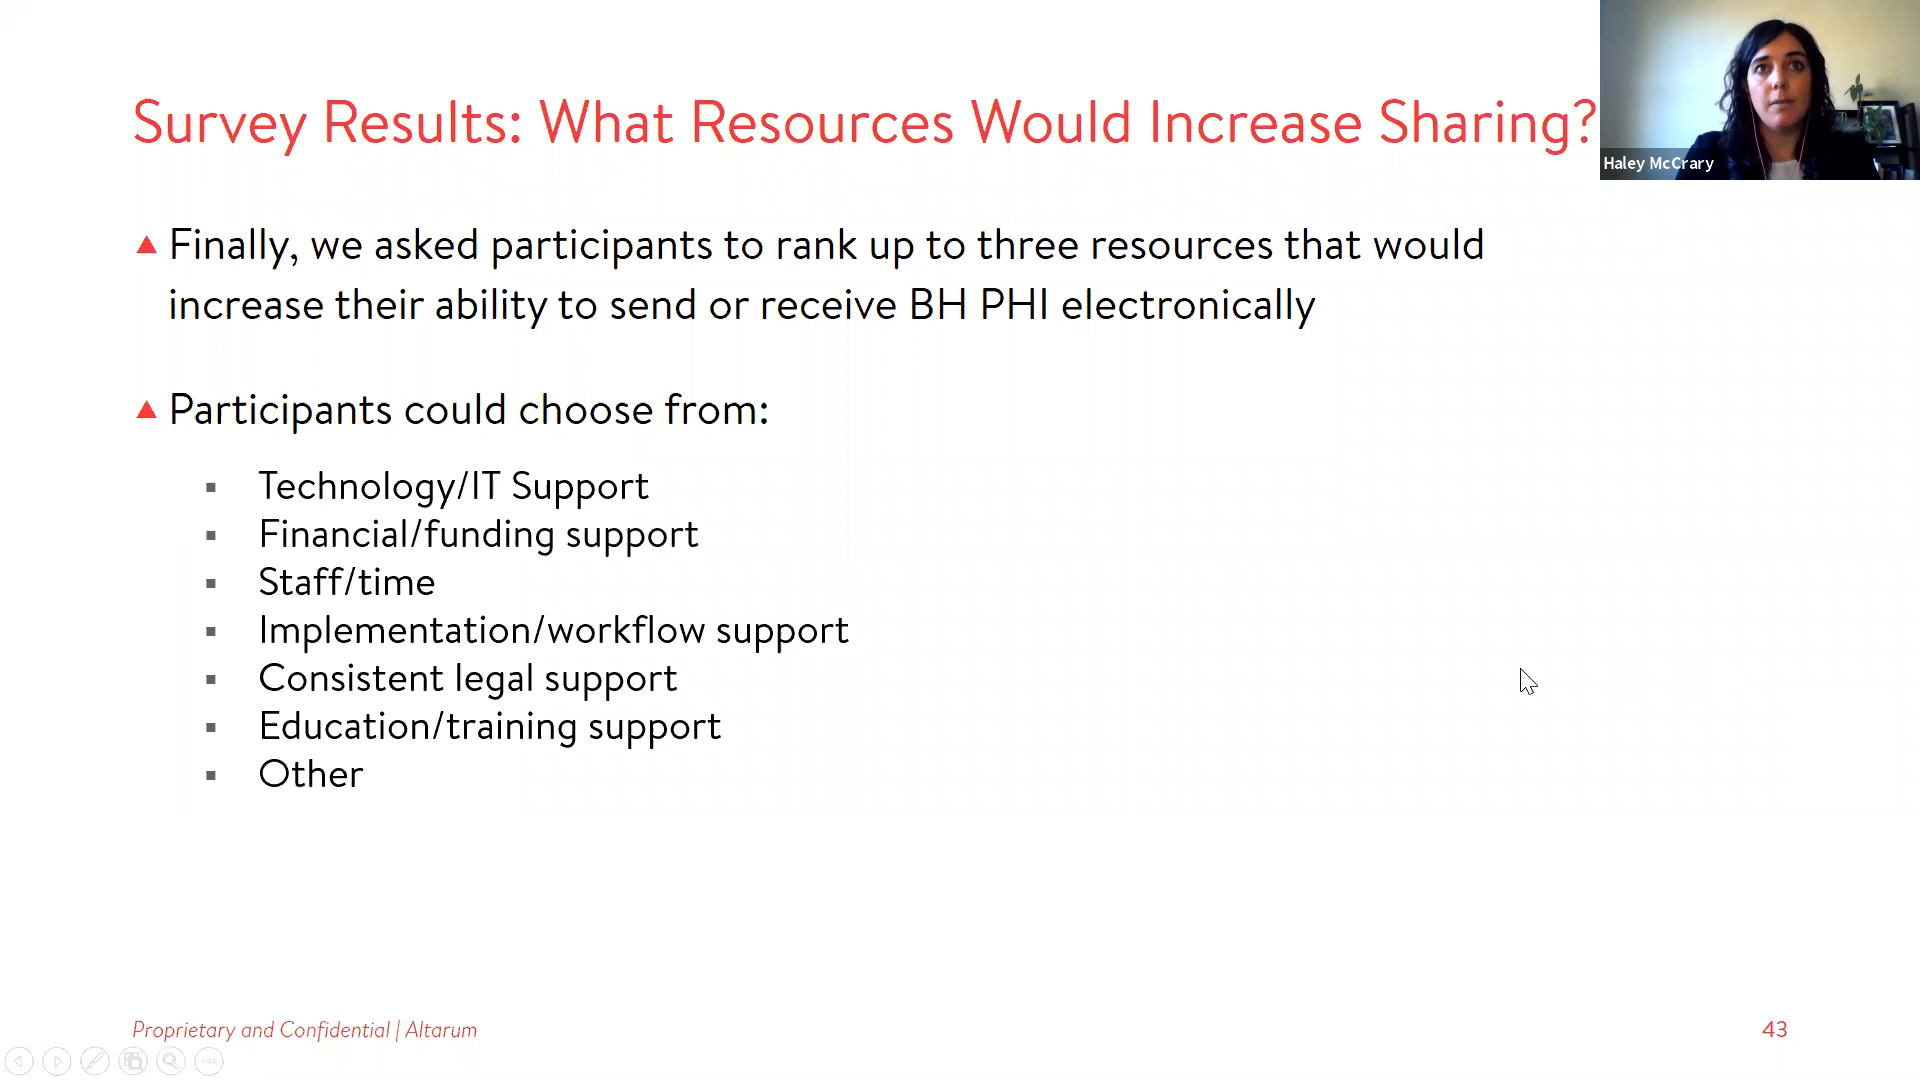 Survey Results: What Resources Would Increase Sharing?
Haley McCrary
Finally, we asked participants to rank up to three resources that would
increase their ability to send or receive BH PHI electronically
Participants could choose from:
Technology/IT Support
Financial/funding support
Staff/time
Implementation/workflow support
Consistent legal support
Education/training support
Other
Proprietary and Confidential | Altarum
43